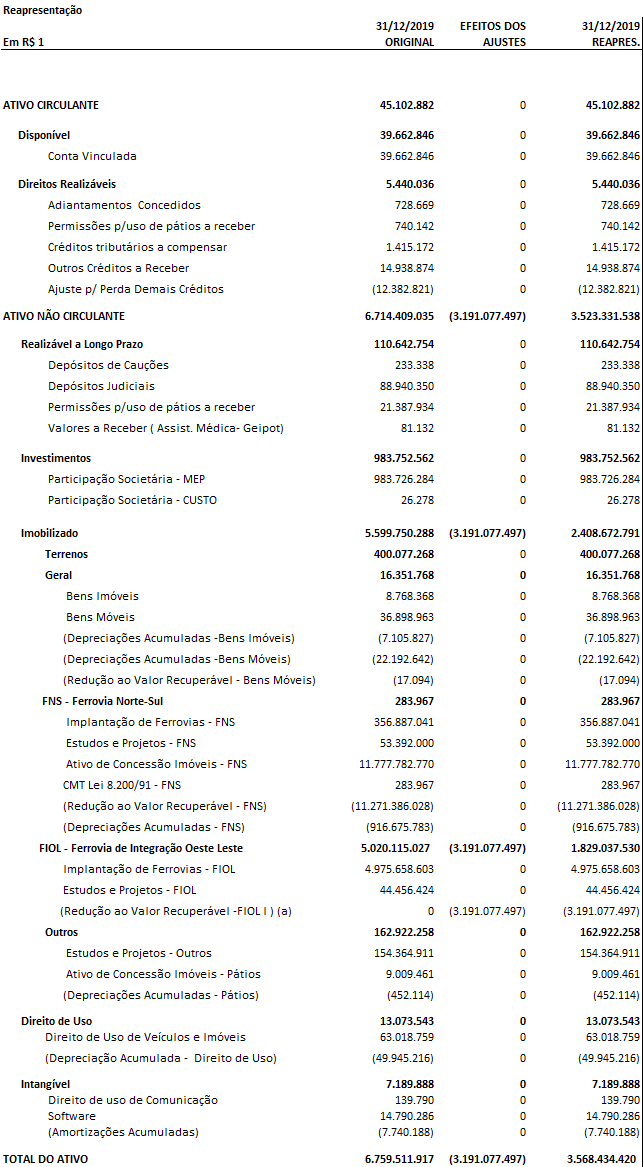 Reapresentação
31/12/2019 EFEITOS DOS 31/12/2019
Em R$ 1 ORIGINAL AJUSTES REAPRES.
ATIVO CIRCULANTE 45.102.882 0 45.102.882
Disponível 39.662.846 0 39.662.846
Conta Vinculada 39.662.846 0 39.662.846
Direitos Realizáveis 5.440.036 0 5.440.036
Adiantamentos Concedidos 728.669 0 728.669
Permissões p/uso de pátios a receber 740.142 0 740.142
Créditos tributários a compensar 1.415.172 0 1.415.172
Outros Créditos a Receber 14.938.874 0 14.938.874
Ajuste p/ Perda Demais Créditos (12.382.821) 0 (12.382.821)
ATIVO NÃO CIRCULANTE 6.714.409.035 (3.191.077.497) 3.523.331.538
Realizável a Longo Prazo 110.642.754 0 110.642.754
Depósitos de Cauções 233.338 0 233.338
Depósitos Judiciais 88.940.350 0 88.940.350
Permissões p/uso de pátios a receber 21.387.934 0 21.387.934
Valores a Receber ( Assist. Médica- Geipot) 81.132 0 81.132
Investimentos 983.752.562 0 983.752.562
Participação Societária - MEP 983.726.284 0 983.726.284
Participação Societária - CUSTO 26.278 0 26.278
Imobilizado 5.599.750.288 (3.191.077.497) 2.408.672.791
Terrenos 400.077.268 0 400.077.268
Geral 16.351.768 0 16.351.768
Bens Imóveis 8.768.368 0 8.768.368
Bens Móveis 36.898.963 0 36.898.963
(Depreciações Acumuladas -Bens Imóveis) (7.105.827) 0 (7.105.827)
(Depreciações Acumuladas -Bens Móveis) (22.192.642) 0 (22.192.642)
(Redução ao Valor Recuperável - Bens Móveis) (17.094) 0 (17.094)
FNS - Ferrovia Norte-Sul 283.967 0 283.967
Implantação de Ferrovias - FNS 356.887.041 0 356.887.041
Estudos e Projetos - FNS 53.392.000 0 53.392.000
Ativo de Concessão Imóveis - FNS 11.777.782.770 0 11.777.782.770
CMT Lei 8.200/91 - FNS 283.967 0 283.967
(Redução ao Valor Recuperável - FNS) (11.271.386.028) 0 (11.271.386.028)
(Depreciações Acumuladas - FNS) (916.675.783) 0 (916.675.783)
FIOL - Ferrovia de Integração Oeste Leste 5.020.115.027 (3.191.077.497) 1.829.037.530
Implantação de Ferrovias - FIOL 4.975.658.603 0 4.975.658.603
Estudos e Projetos - FIOL 44.456.424 0 44.456.424
(Redução ao Valor Recuperável -FIOL I ) (a) 0 (3.191.077.497) (3.191.077.497)
Outros 162.922.258 0 162.922.258
Estudos e Projetos - Outros 154.364.911 0 154.364.911
Ativo de Concessão Imóveis - Pátios 9.009.461 0 9.009.461
(Depreciações Acumuladas - Pátios) (452.114) 0 (452.114)
Direito de Uso 13.073.543 0 13.073.543
Direito de Uso de Veículos e Imóveis 63.018.759 0 63.018.759
(Depreciação Acumulada - Direito de Uso) (49.945.216) 0 (49.945.216)
Intangível 7.189.888 0 7.189.888
Direito de uso de Comunicação 139.790 0 139.790
Software 14.790.286 0 14.790.286
(Amortizações Acumuladas) (7.740.188) 0 (7.740.188)
TOTAL DO ATIVO 6.759.511.917 (3.191.077.497) 3.568.434.420